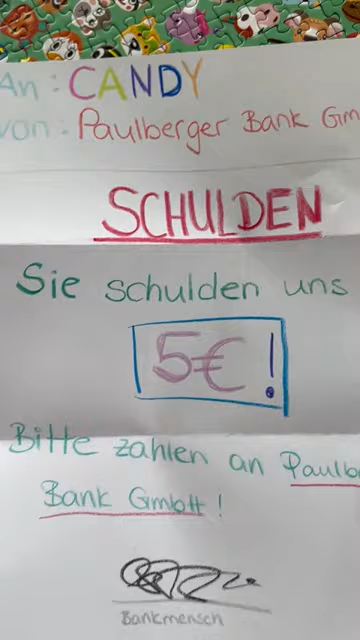 An: CANDY
von: Paulberger Bank Gm
SCHULDEN
Sie schulden uns
5€!
Bitte zahlen an Paulb
Bank GmbH!
Bankmensch